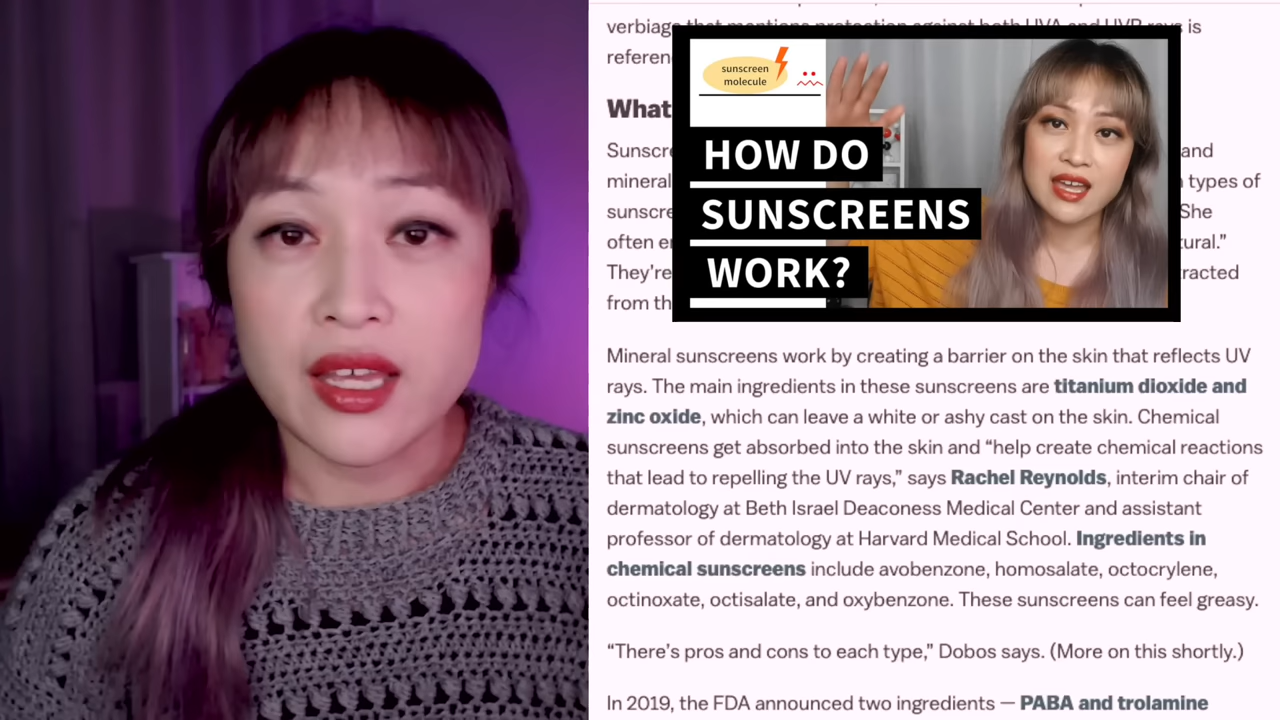 verbiage that mentions protection against both UVA and UVB rays is
sunscreen
molecule
HOW DO
SUNSCREENS
WORK?
What
and
mineral
types of
She
often
They're
from
Mineral sunscreens work by creating a barrier on the skin that reflects UV
rays. The main ingredients in these sunscreens are titanium dioxide and
zinc oxide, which can leave a white or ashy cast on the skin. Chemical
sunscreens get absorbed into the skin and “help create chemical reactions
that lead to repelling the UV rays,” says Rachel Reynolds, interim chair of
dermatology at Beth Israel Deaconess Medical Center and assistant
professor of dermatology at Harvard Medical School. Ingredients in
chemical sunscreens include avobenzone, homosalate, octocrylene,
octinoxate, octisalate, and oxybenzone. These sunscreens can feel greasy.
“There's pros and cons to each type,” Dobos says. (More on this shortly.)
In 2019, the FDA announced two ingredients — PABA and trolamine